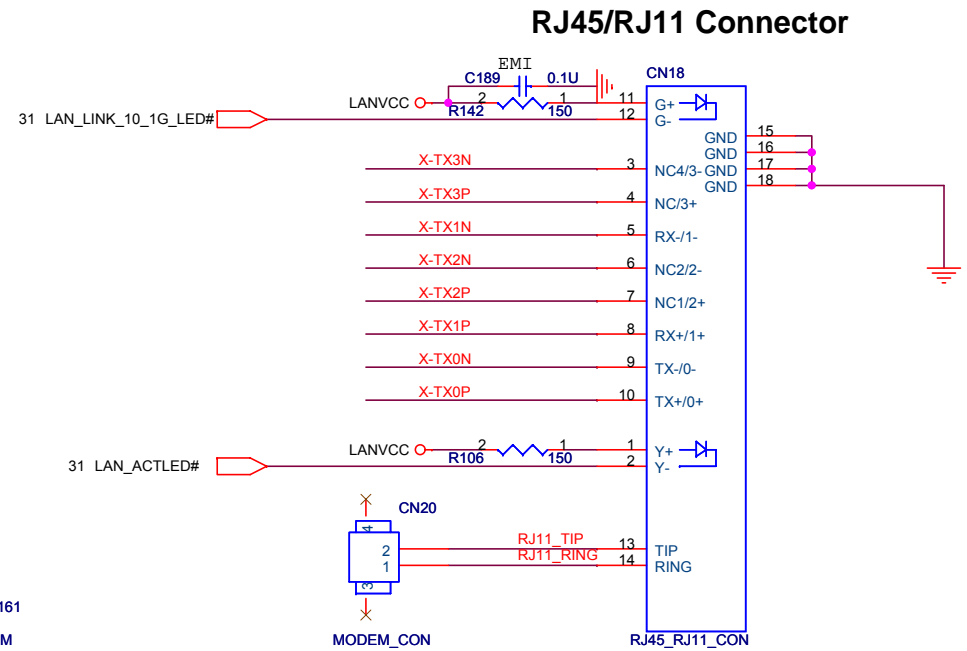 RJ45/RJ11 Connector
EMI
C189 0.1U CN18
LANVCC 2 1 11 G+
R142 150
31 LAN_LINK_10_1G_LED# 12 G-
GND 15
GND 16
X-TX3N 3 NC4/3- GND 17
GND 18
X-TX3P 4 NC/3+
X-TX1N 5 RX-/1-
X-TX2N 6 NC2/2-
X-TX2P 7 NC1/2+
X-TX1P 8 RX+/1+
X-TX0N 9 TX-/0-
X-TX0P 10 TX+/0+
LANVCC 2 1 1 Y+
R106 150
31 LAN_ACTLED# 2 Y-
CN20
4
2 RJ11_TIP 13 TIP
1 RJ11_RING 14 RING
3
161
M MODEM_CON RJ45_RJ11_CON